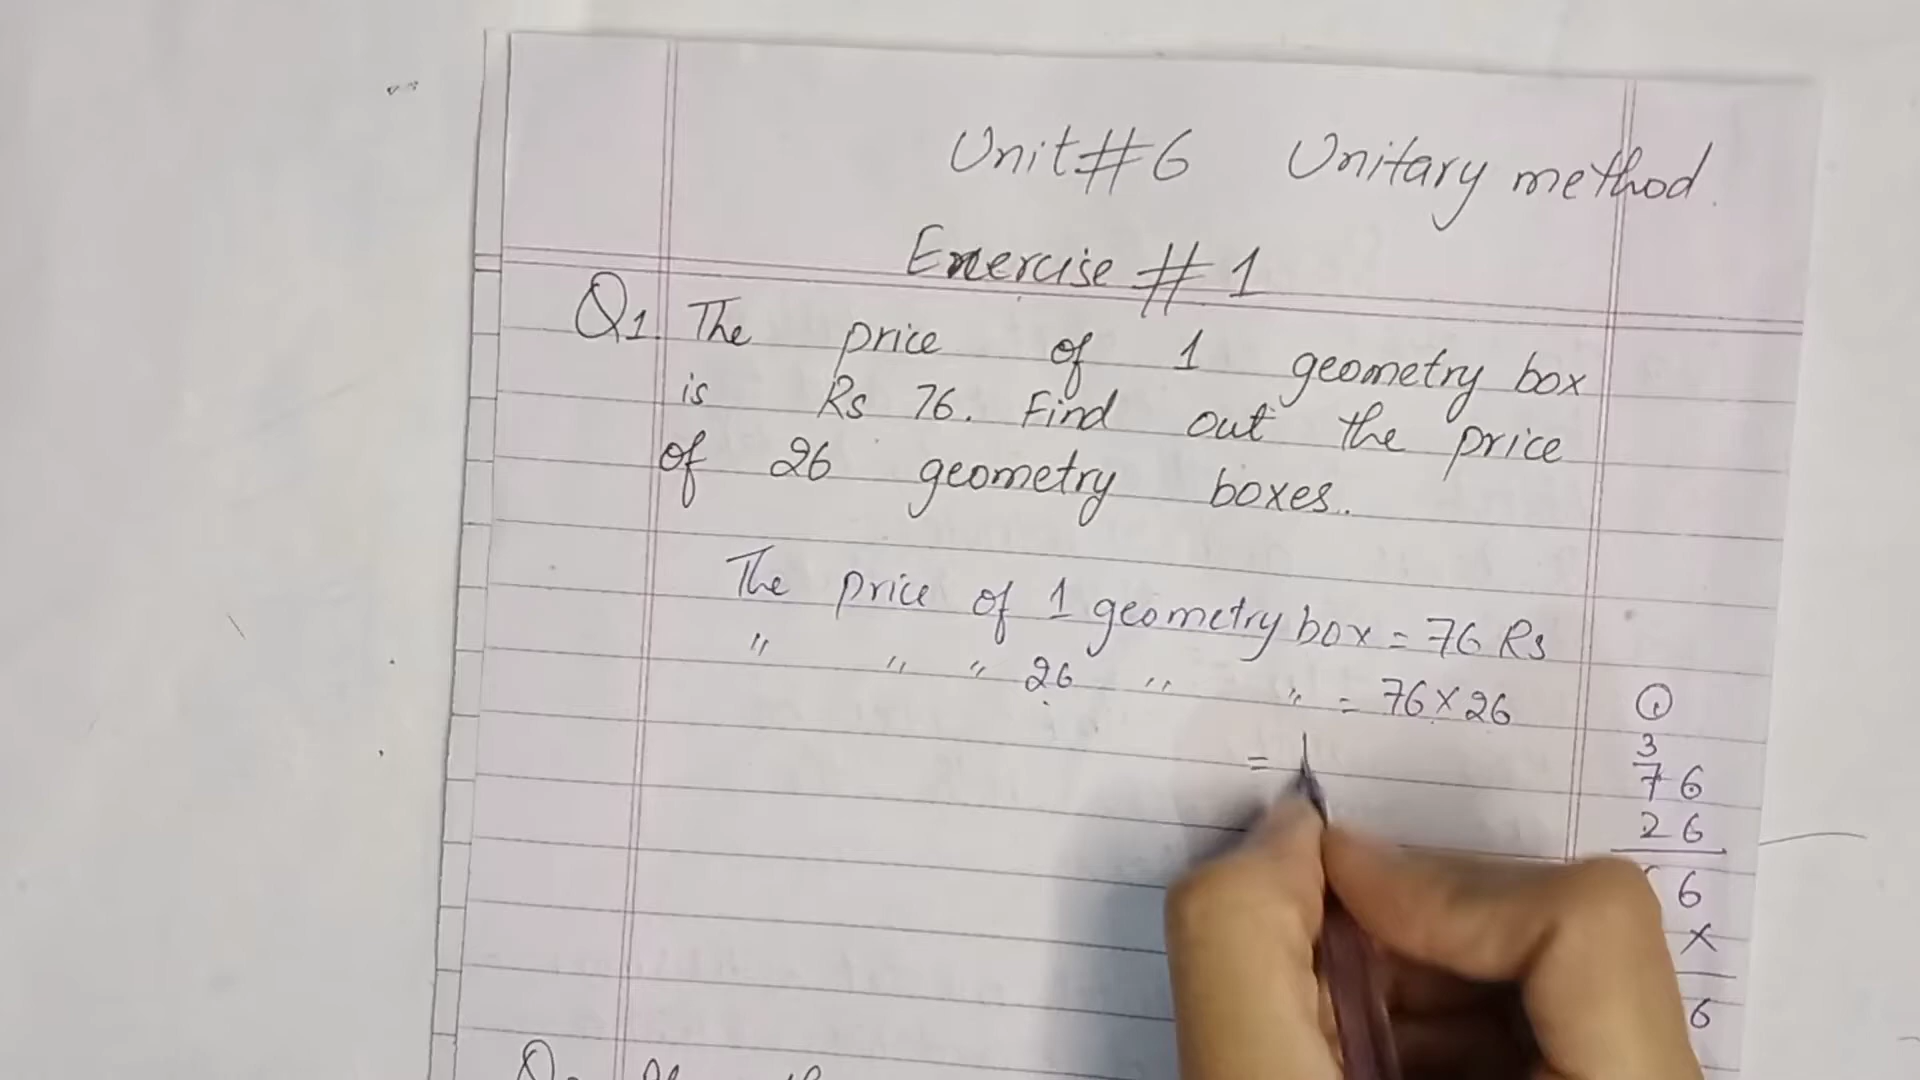 Unit#6 Unitary method.
Exercise # 1
Q1. The price of 1 geometry box
is Rs 76. Find out the price
of 26 geometry boxes..
The price of 1 geometry box = 76 Rs
" " " 26 " " = 76 × 26
=
1
3
76
26
6
×
6